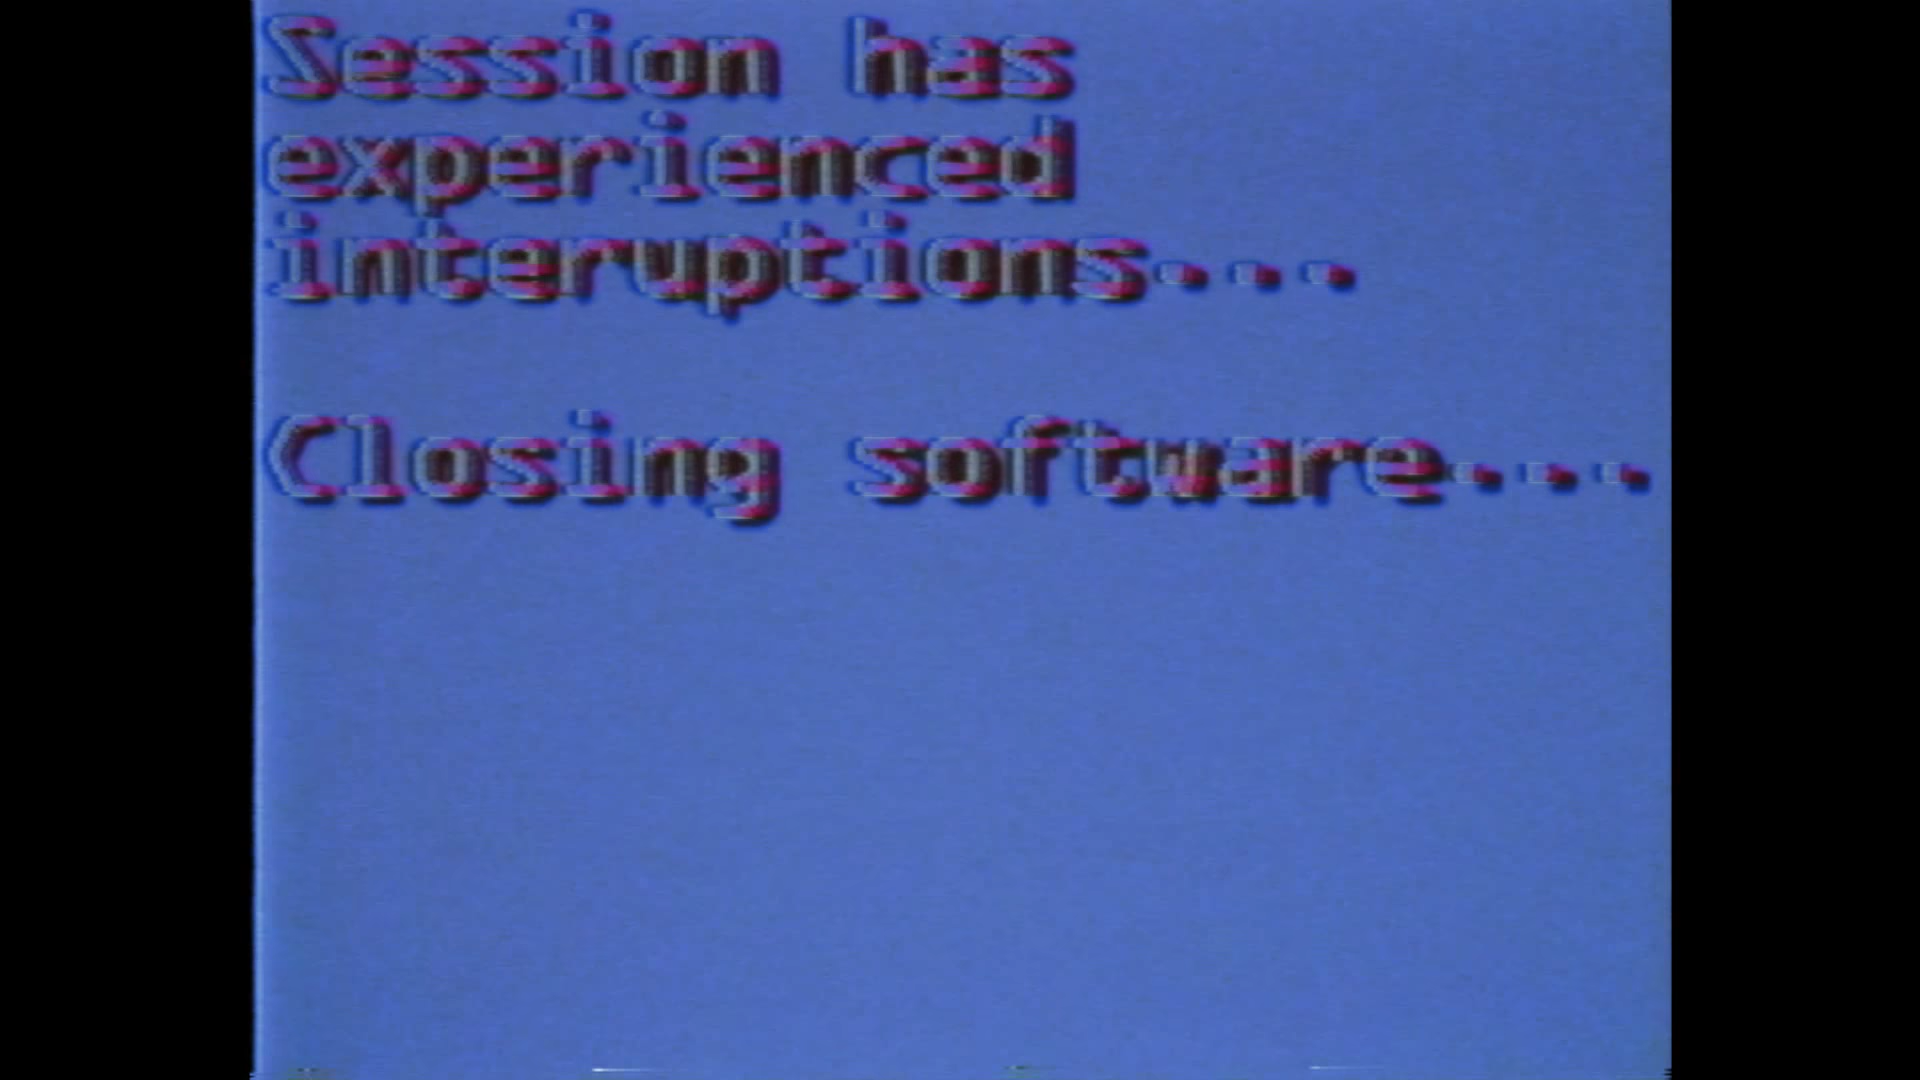 Session has
experienced
interuptions...
Closing software...